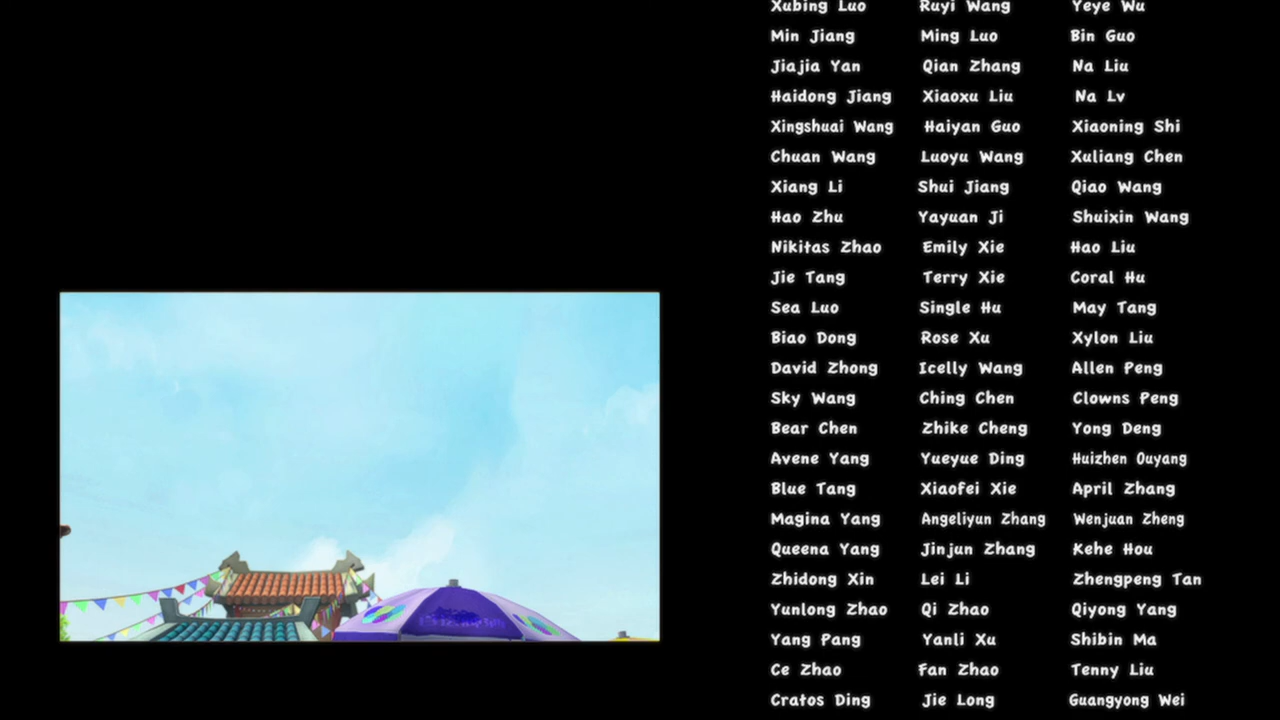 Xubing Luo Ruyi Wang Yeye Wu
Min Jiang Ming Luo Bin Guo
Jiajia Yan Qian Zhang Na Liu
Haidong Jiang Xiaoxu Liu Na Lv
Xingshuai Wang Haiyan Guo Xiaoning Shi
Chuan Wang Luoyu Wang Xuliang Chen
Xiang Li Shui Jiang Qiao Wang
Hao Zhu Yayuan Ji Shuixin Wang
Nikitas Zhao Emily Xie Hao Liu
Jie Tang Terry Xie Coral Hu
Sea Luo Single Hu May Tang
Biao Dong Rose Xu Xylon Liu
David Zhong Icelly Wang Allen Peng
Sky Wang Ching Chen Clowns Peng
Bear Chen Zhike Cheng Yong Deng
Avene Yang Yueyue Ding Huizhen Ouyang
Blue Tang Xiaofei Xie April Zhang
Magina Yang Angeliyun Zhang Wenjuan Zheng
Queena Yang Jinjun Zhang Kehe Hou
Zhidong Xin Lei Li Zhengpeng Tan
Yunlong Zhao Qi Zhao Qiyong Yang
Yang Pang Yanli Xu Shibin Ma
Ce Zhao Fan Zhao Tenny Liu
Cratos Ding Jie Long Guangyong Wei